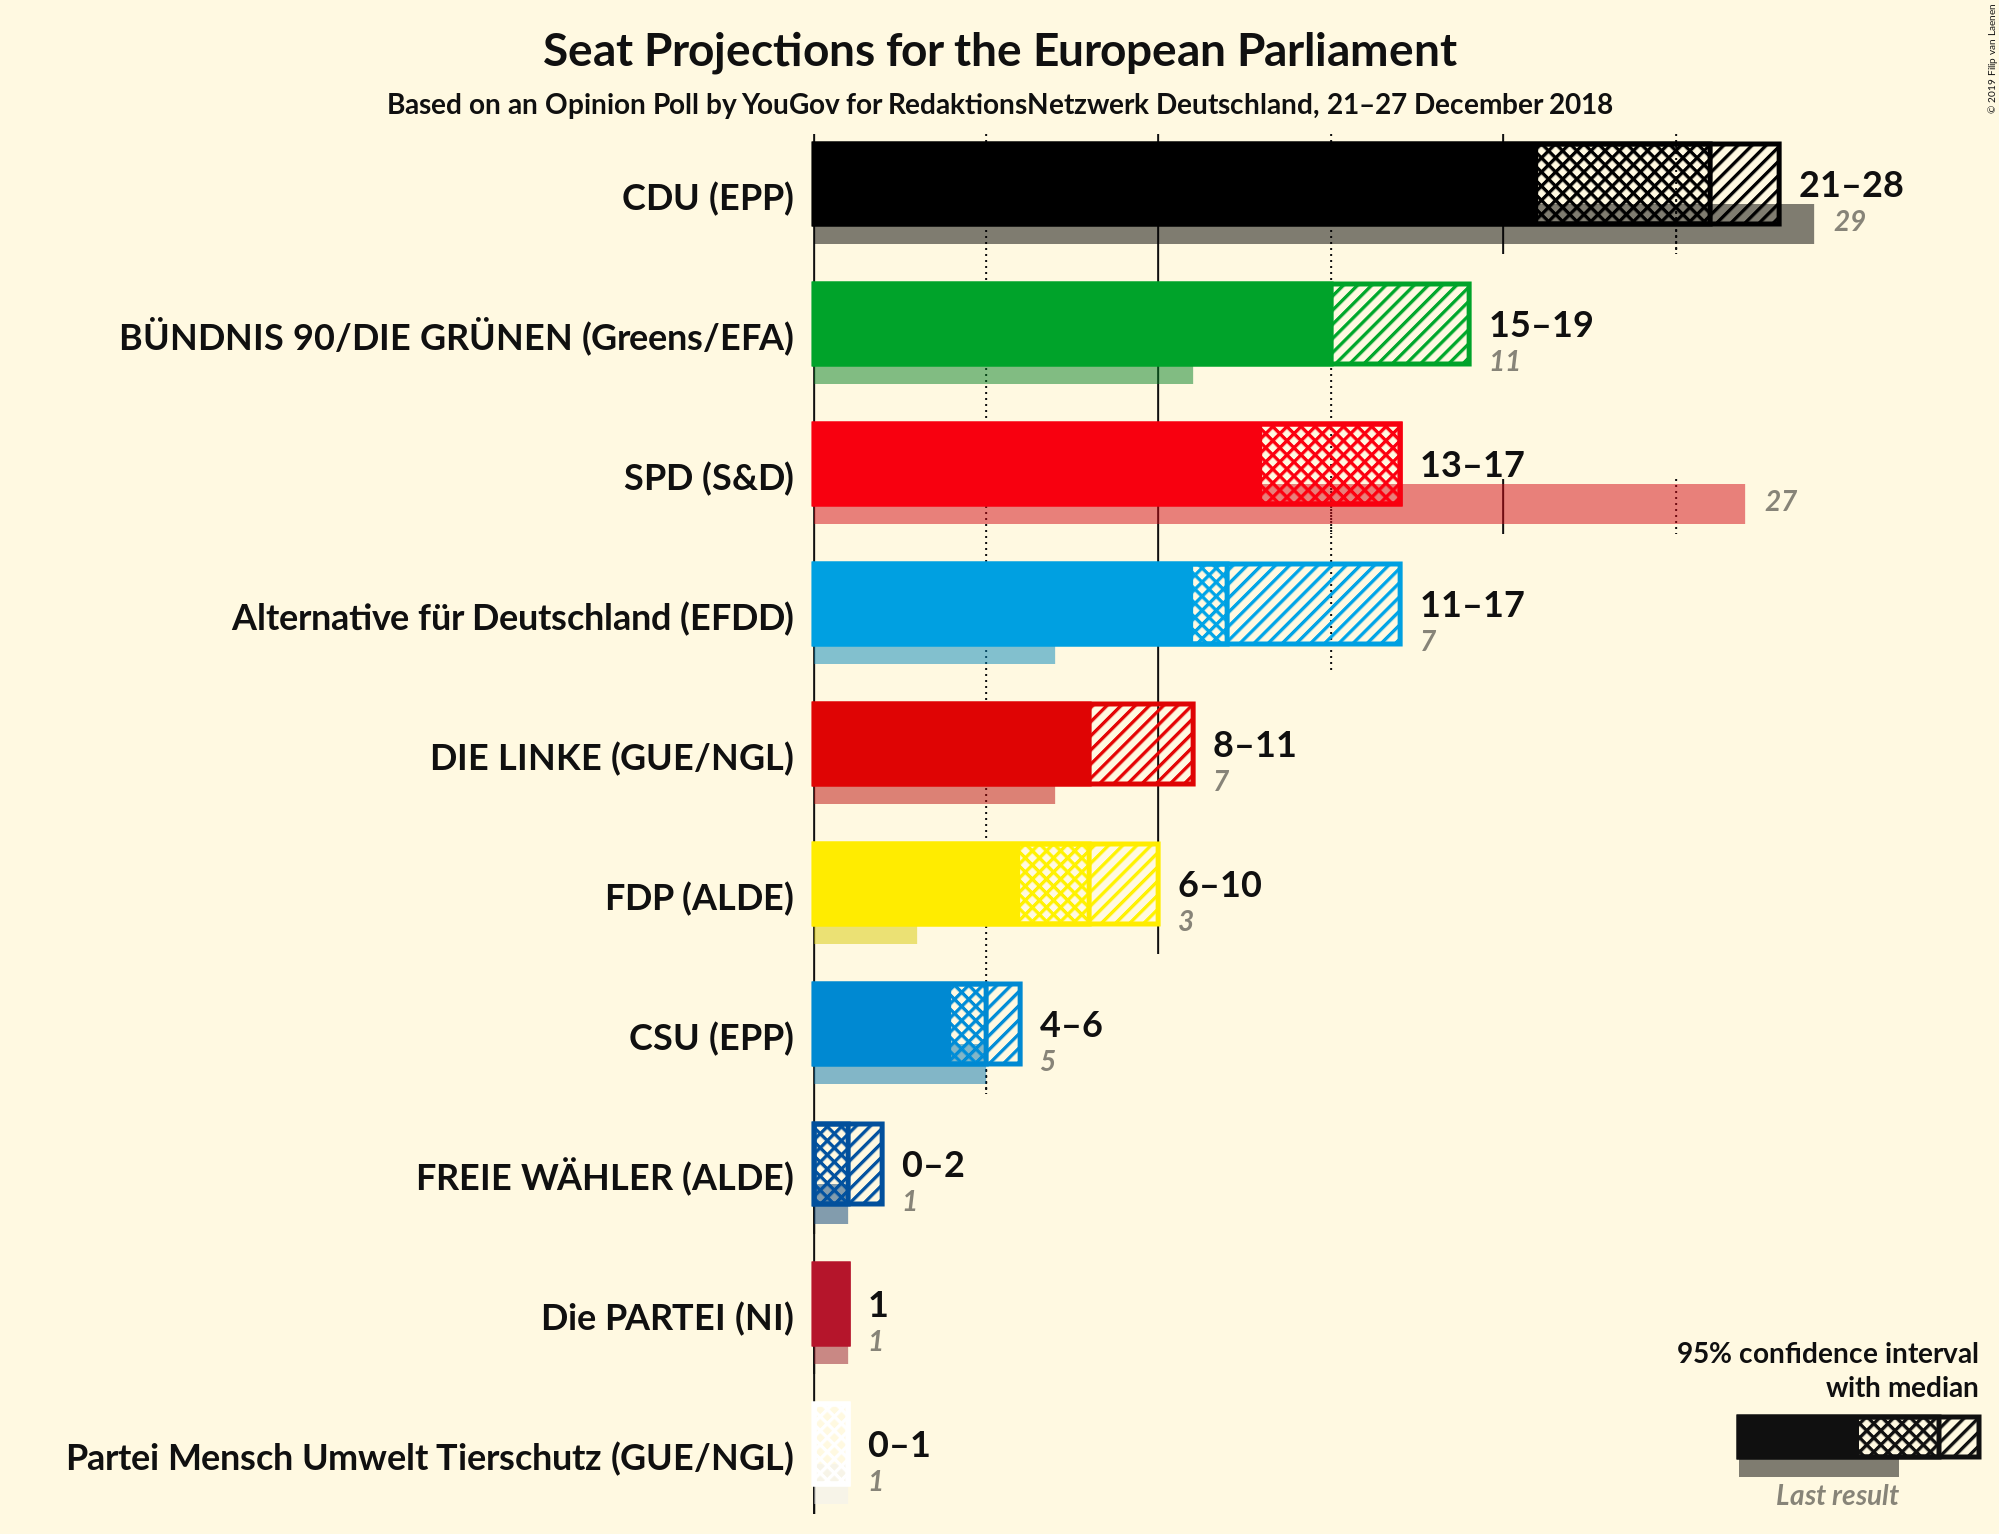 Seat Projections for the European Parliament
Based on an Opinion Poll by YouGov for RedaktionsNetzwerk Deutschland, 21–27 December 2018
© 2019 Filip van Laenen
CDU (EPP)
21–28
29
BÜNDNIS 90/DIE GRÜNEN (Greens/EFA)
15–19
11
SPD (S&D)
13–17
27
Alternative für Deutschland (EFDD)
11–17
7
DIE LINKE (GUE/NGL)
8–11
7
FDP (ALDE)
6–10
3
CSU (EPP)
4–6
5
FREIE WÄHLER (ALDE)
0–2
1
Die PARTEI (NI)
1
1
Partei Mensch Umwelt Tierschutz (GUE/NGL)
0–1
1
95% confidence interval
with median
Last result